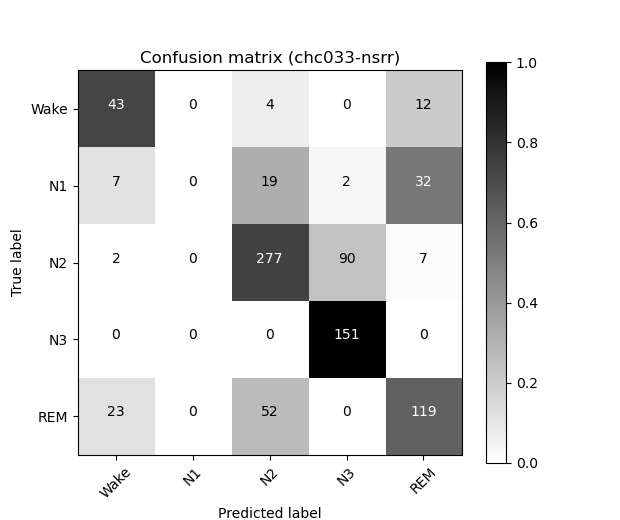 Confusion matrix (chc033-nsrr)
1.0
Wake 43 0 4 0 12
0.8
N1 7 0 19 2 32
0.6
True label
N2 2 0 277 90 7
0.4
N3 0 0 0 151 0
0.2
REM 23 0 52 0 119
0.0
Wake N1 N2 N3 REM
Predicted label